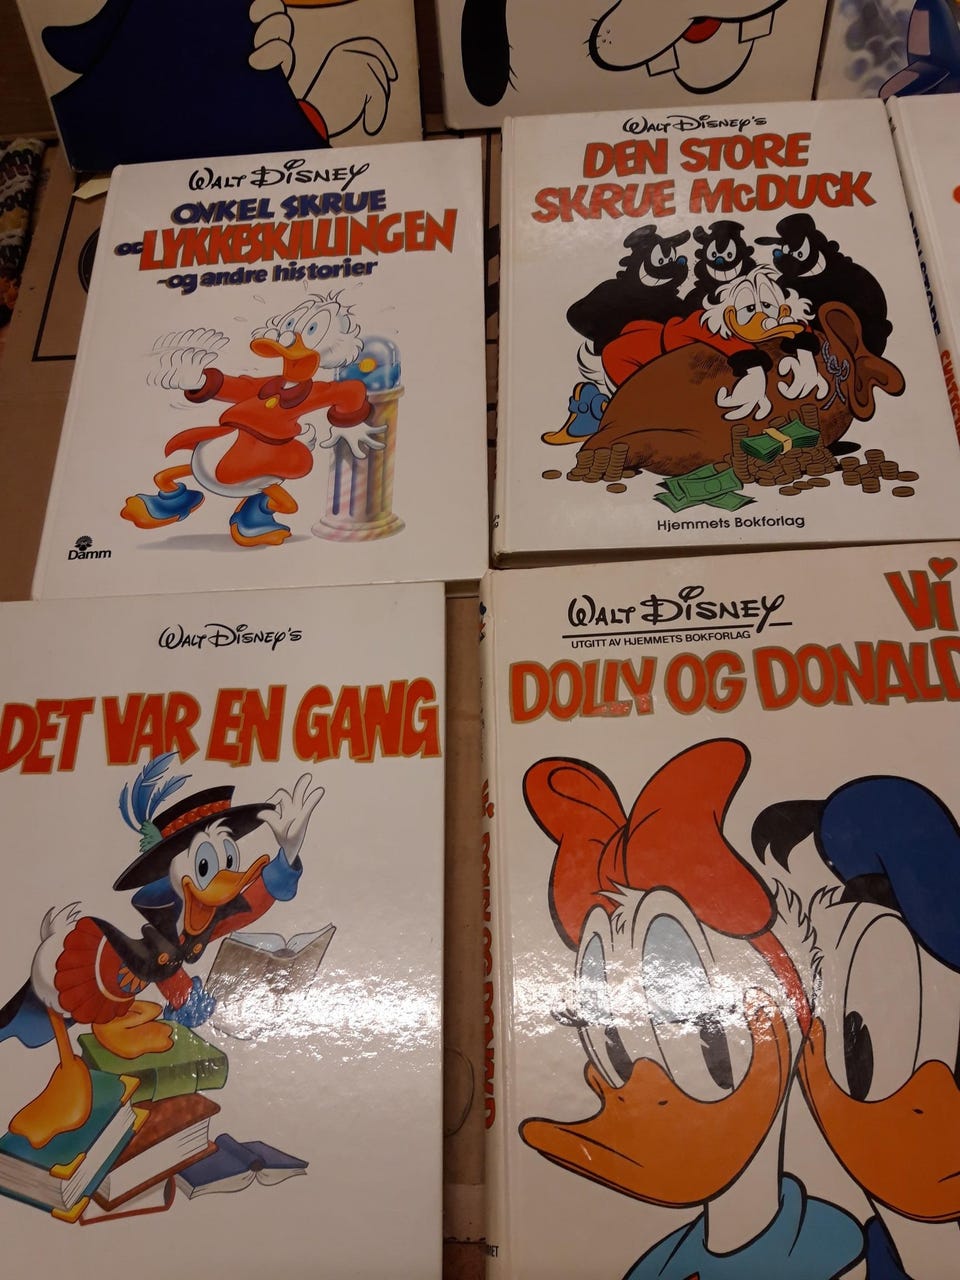 WALT DISNEY
ONKEL SKRUE
OG LYKKESKILLINGEN
-og andre historier
Damm
WALT DISNEY'S
DEN STORE
SKRUE McDUCK
Hjemmets Bokforlag
WALT DISNEY'S
DET VAR EN GANG
WALT DISNEY
UTGITT AV HJEMMETS BOKFORLAG
Vi
DOLLY OG DONALD